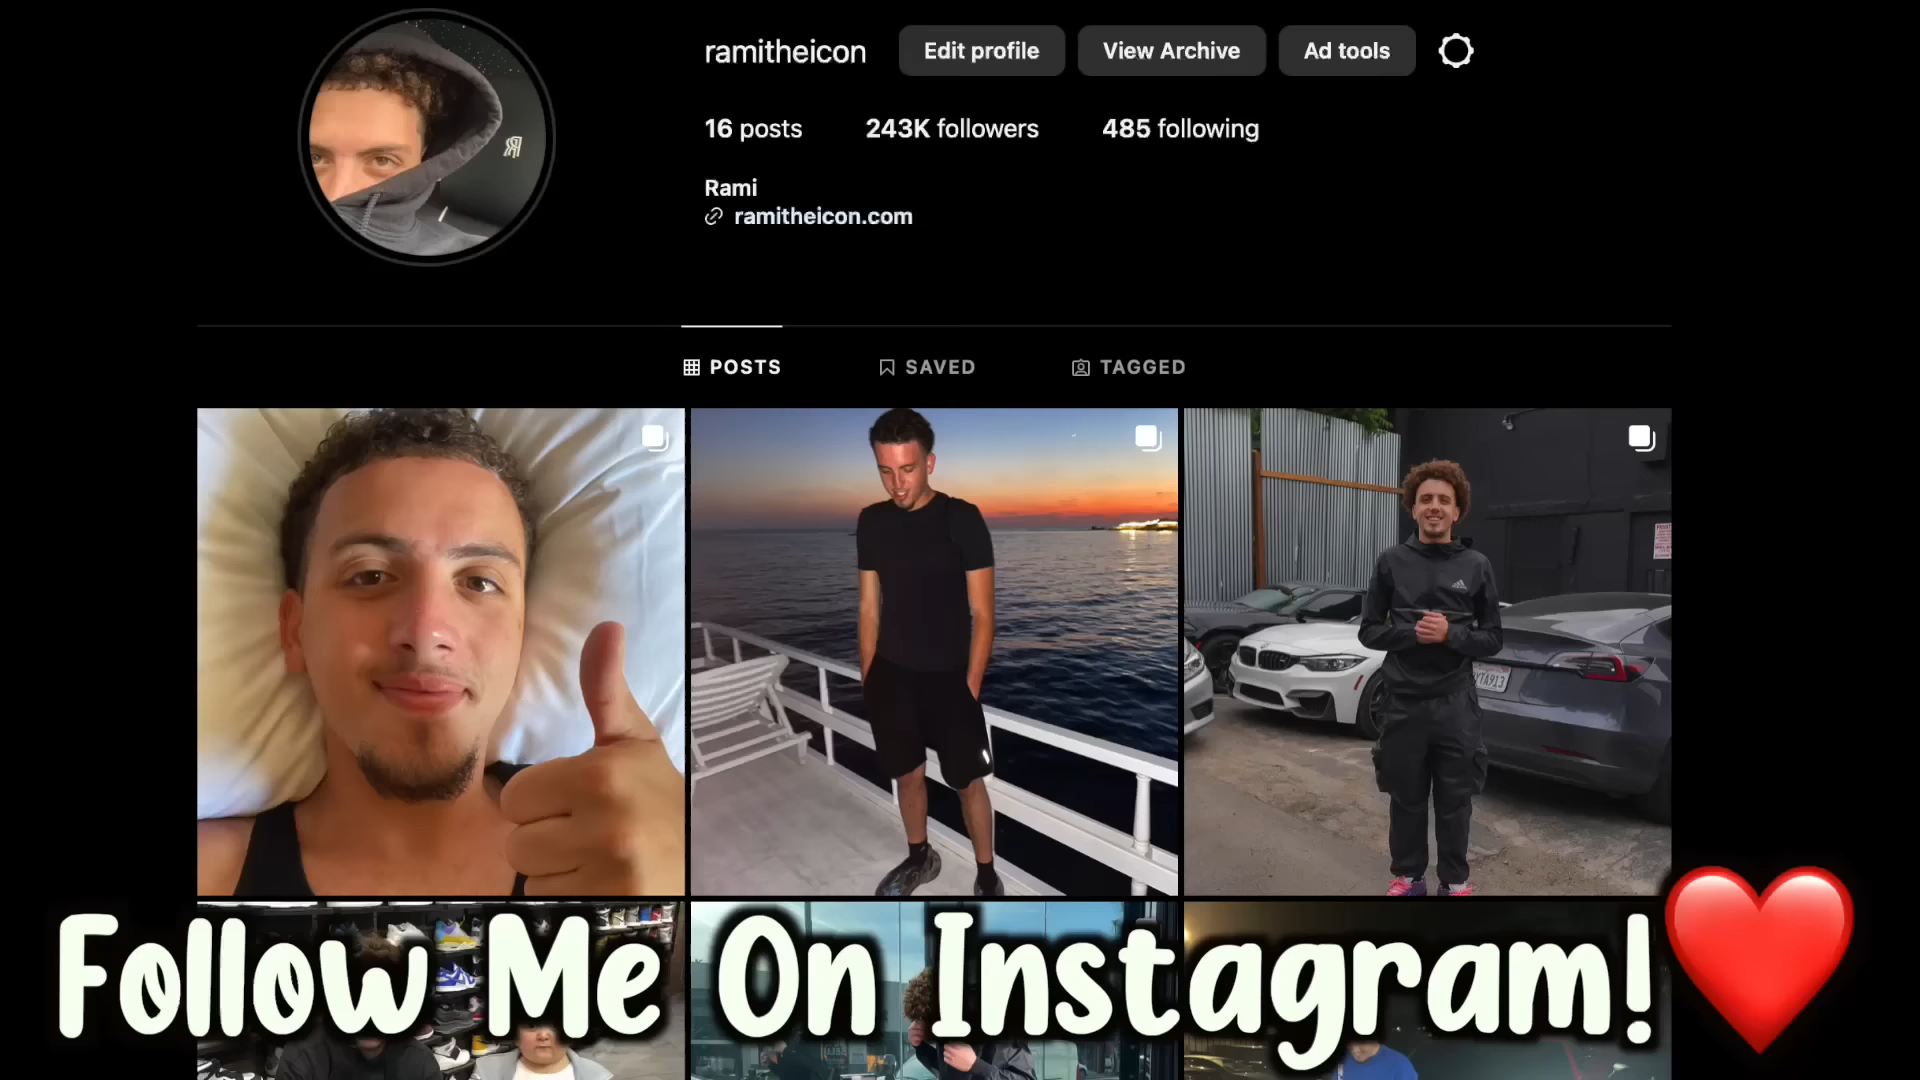 ramitheicon Edit profile View Archive Ad tools
16 posts 243K followers 485 following
Rami
ramitheicon.com
POSTS SAVED TAGGED
Follow Me On Instagram!